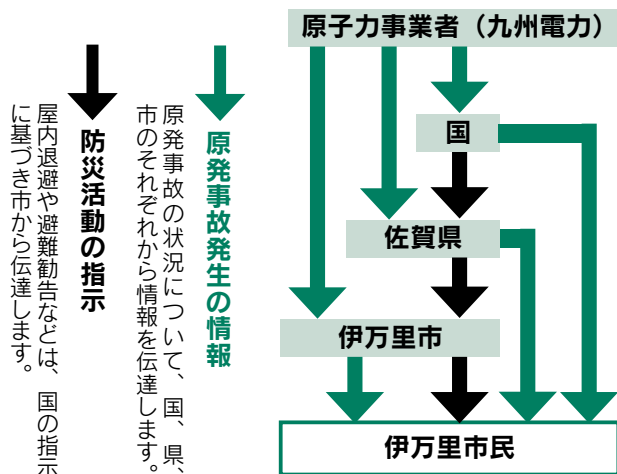 原子力事業者（九州電力）
国
佐賀県
伊万里市
伊万里市民
原発事故発生の情報
原発事故の状況について、国、県、
市のそれぞれから情報を伝達します。
防災活動の指示
屋内退避や避難勧告などは、国の指示
に基づき市から伝達します。